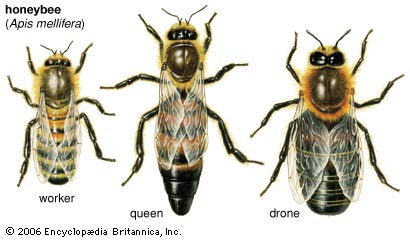 honeybee
(Apis mellifera)
worker
queen
drone
© 2006 Encyclopædia Britannica, Inc.